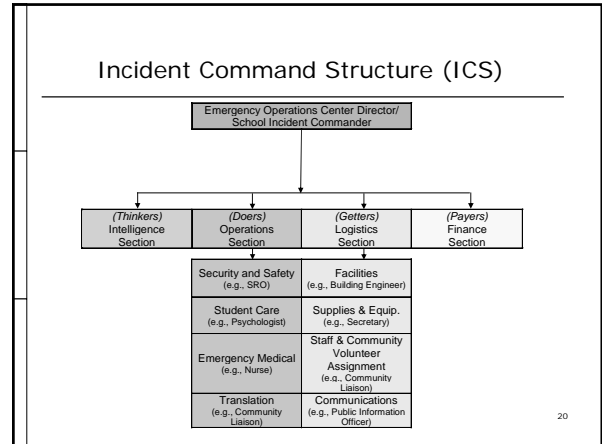 Incident Command Structure (ICS)
Emergency Operations Center Director/
School Incident Commander
(Thinkers)
Intelligence
Section
(Doers)
Operations
Section
(Getters)
Logistics
Section
(Payers)
Finance
Section
Security and Safety
(e.g., SRO)
Facilities
(e.g., Building Engineer)
Student Care
(e.g., Psychologist)
Supplies & Equip.
(e.g., Secretary)
Emergency Medical
(e.g., Nurse)
Staff & Community
Volunteer
Assignment
(e.g., Community
Liaison)
Translation
(e.g., Community
Liaison)
Communications
(e.g., Public Information
Officer)
20